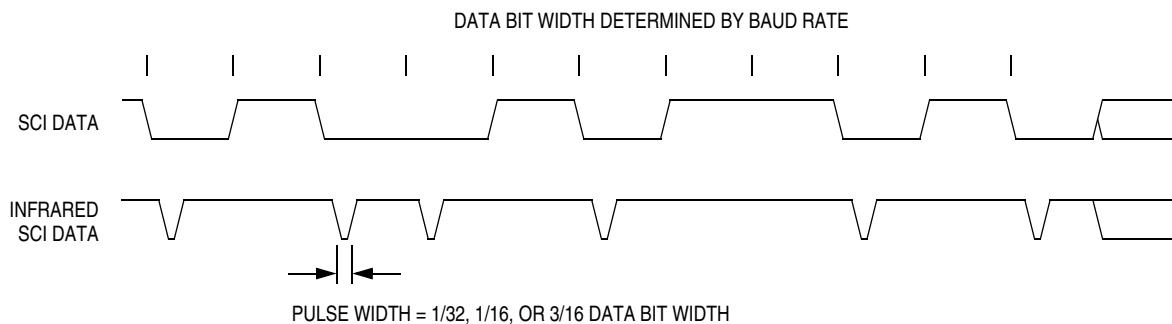 DATA BIT WIDTH DETERMINED BY BAUD RATE
SCI DATA
INFRARED
SCI DATA
PULSE WIDTH = 1/32, 1/16, OR 3/16 DATA BIT WIDTH